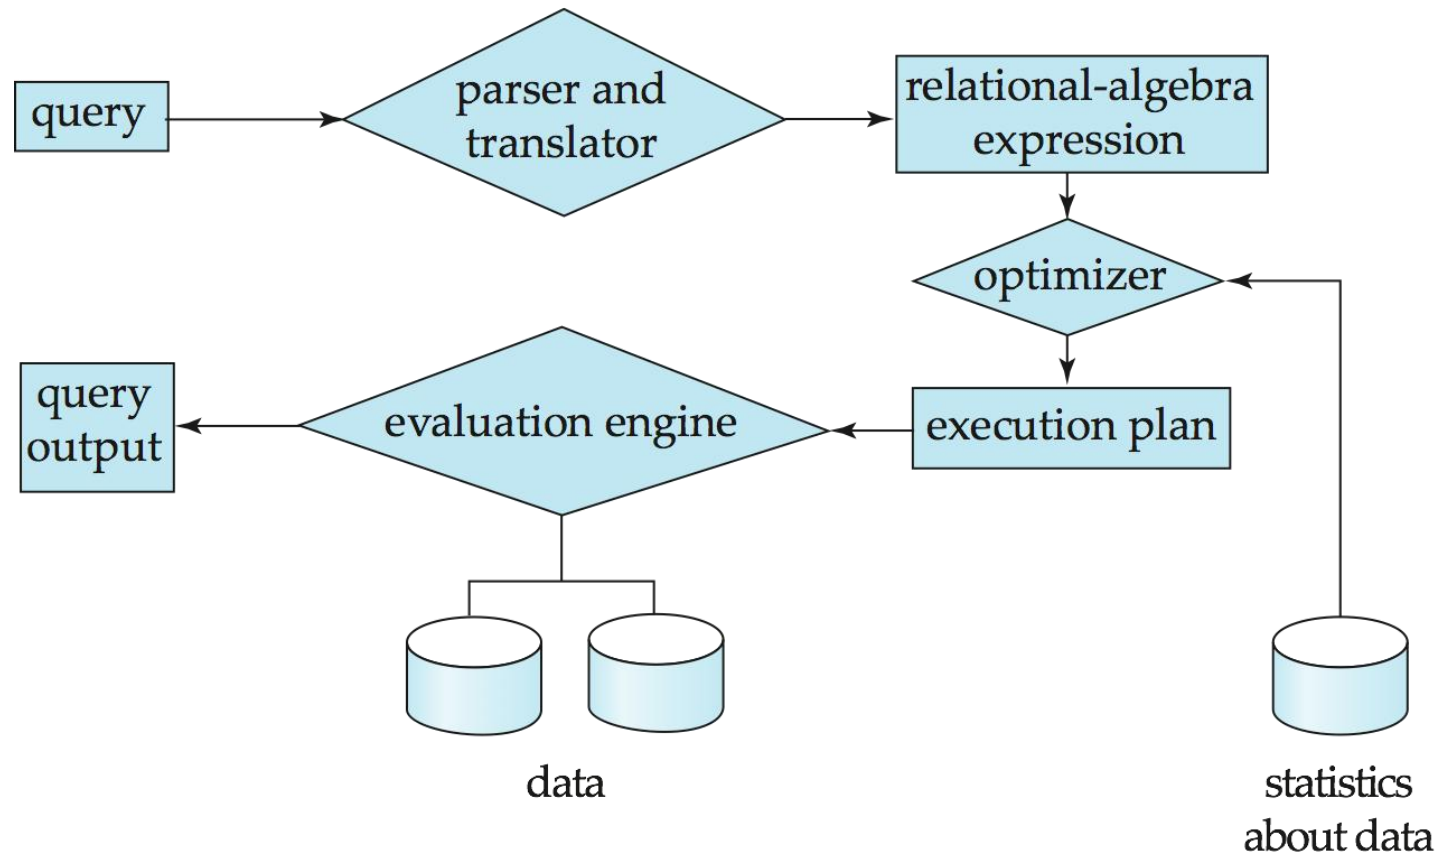 query
parser and
translator
relational-algebra
expression
optimizer
query
output
evaluation engine
execution plan
data
statistics
about data